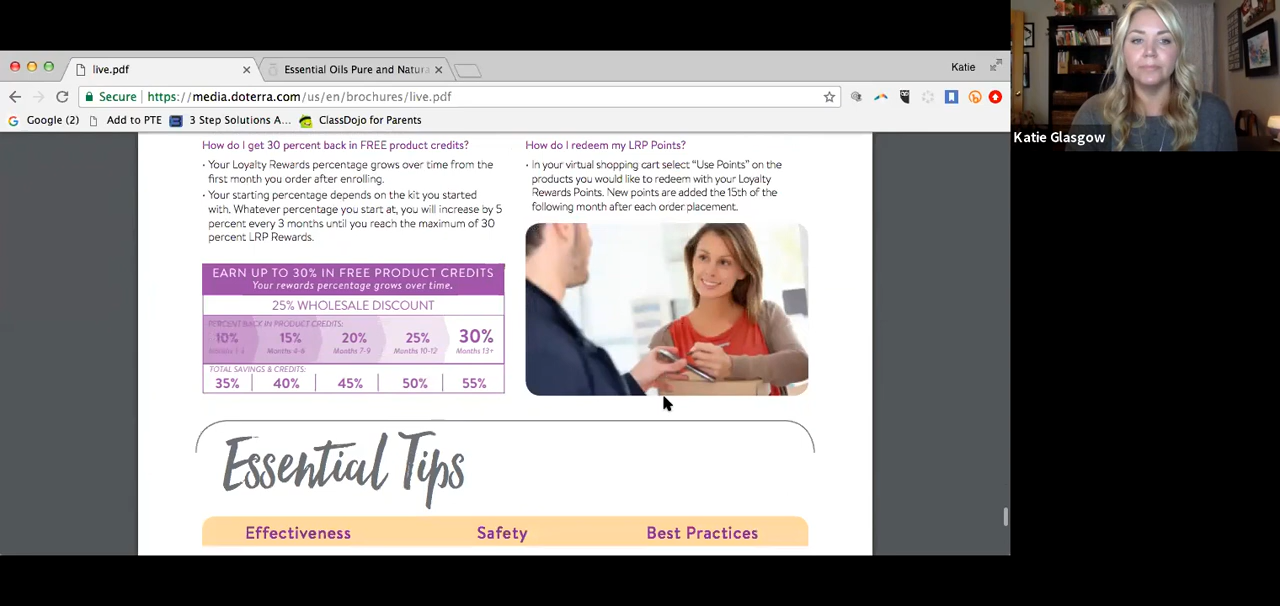 live.pdf
Essential Oils Pure and Natura
Katie
Secure
https://media.doterra.com/us/en/brochures/live.pdf
Google (2)
Add to PTE
3 Step Solutions A...
ClassDojo for Parents
Katie Glasgow
How do I get 30 percent back in FREE product credits?
· Your Loyalty Rewards percentage grows over time from the
first month you order after enrolling.
· Your starting percentage depends on the kit you started
with. Whatever percentage you start at, you will increase by 5
percent every 3 months until you reach the maximum of 30
percent LRP Rewards.
EARN UP TO 30% IN FREE PRODUCT CREDITS
Your rewards percentage grows over time.
25% WHOLESALE DISCOUNT
PERCENT BACK IN PRODUCT CREDITS:
10% 15% 20% 25% 30%
Months 4-6 Months 7-9 Months 10-12 Months 13+
TOTAL SAVINGS & CREDITS:
35% 40% 45% 50% 55%
How do I redeem my LRP Points?
· In your virtual shopping cart select “Use Points” on the
products you would like to redeem with your Loyalty
Rewards Points. New points are added the 15th of the
following month after each order placement.
Essential Tips
Effectiveness Safety Best Practices